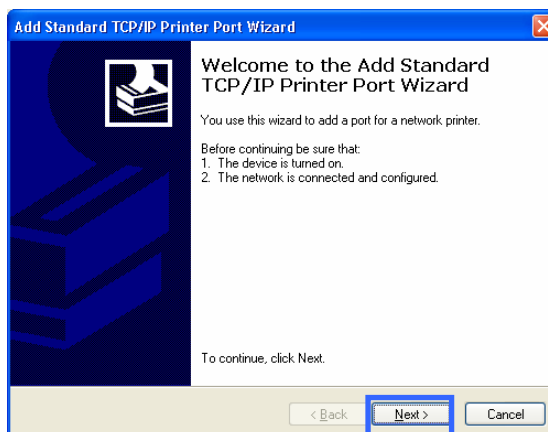 Add Standard TCP/IP Printer Port Wizard
Welcome to the Add Standard
TCP/IP Printer Port Wizard
You use this wizard to add a port for a network printer.
Before continuing be sure that:
1. The device is turned on.
2. The network is connected and configured.
To continue, click Next.
< Back
Next >
Cancel